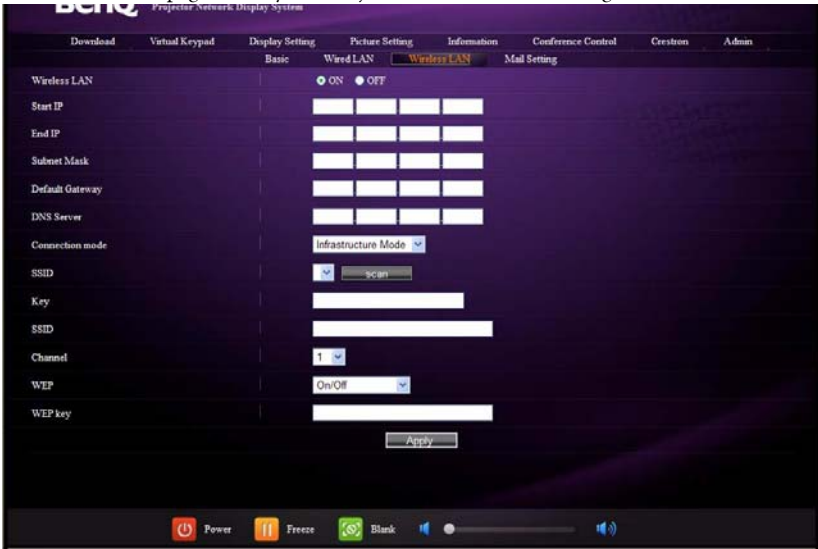 BenQ Projector Network Display System
Download Virtual Keypad Display Setting Picture Setting Information Conference Control Crestron Admin
Basic Wired LAN Wireless LAN Mail Setting
Wireless LAN ON OFF
Start IP
End IP
Subnet Mask
Default Gateway
DNS Server
Connection mode Infrastructure Mode
SSID scan
Key
SSID
Channel 1
WEP On/Off
WEP key
Apply
Power Freeze Blank